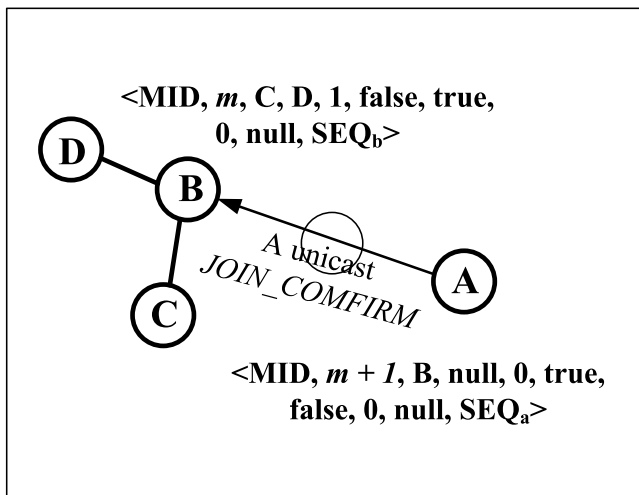 <MID, m, C, D, 1, false, true,
0, null, SEQb>
D
B
A unicast
JOIN_COMFIRM
A
C
<MID, m + 1, B, null, 0, true,
false, 0, null, SEQa>